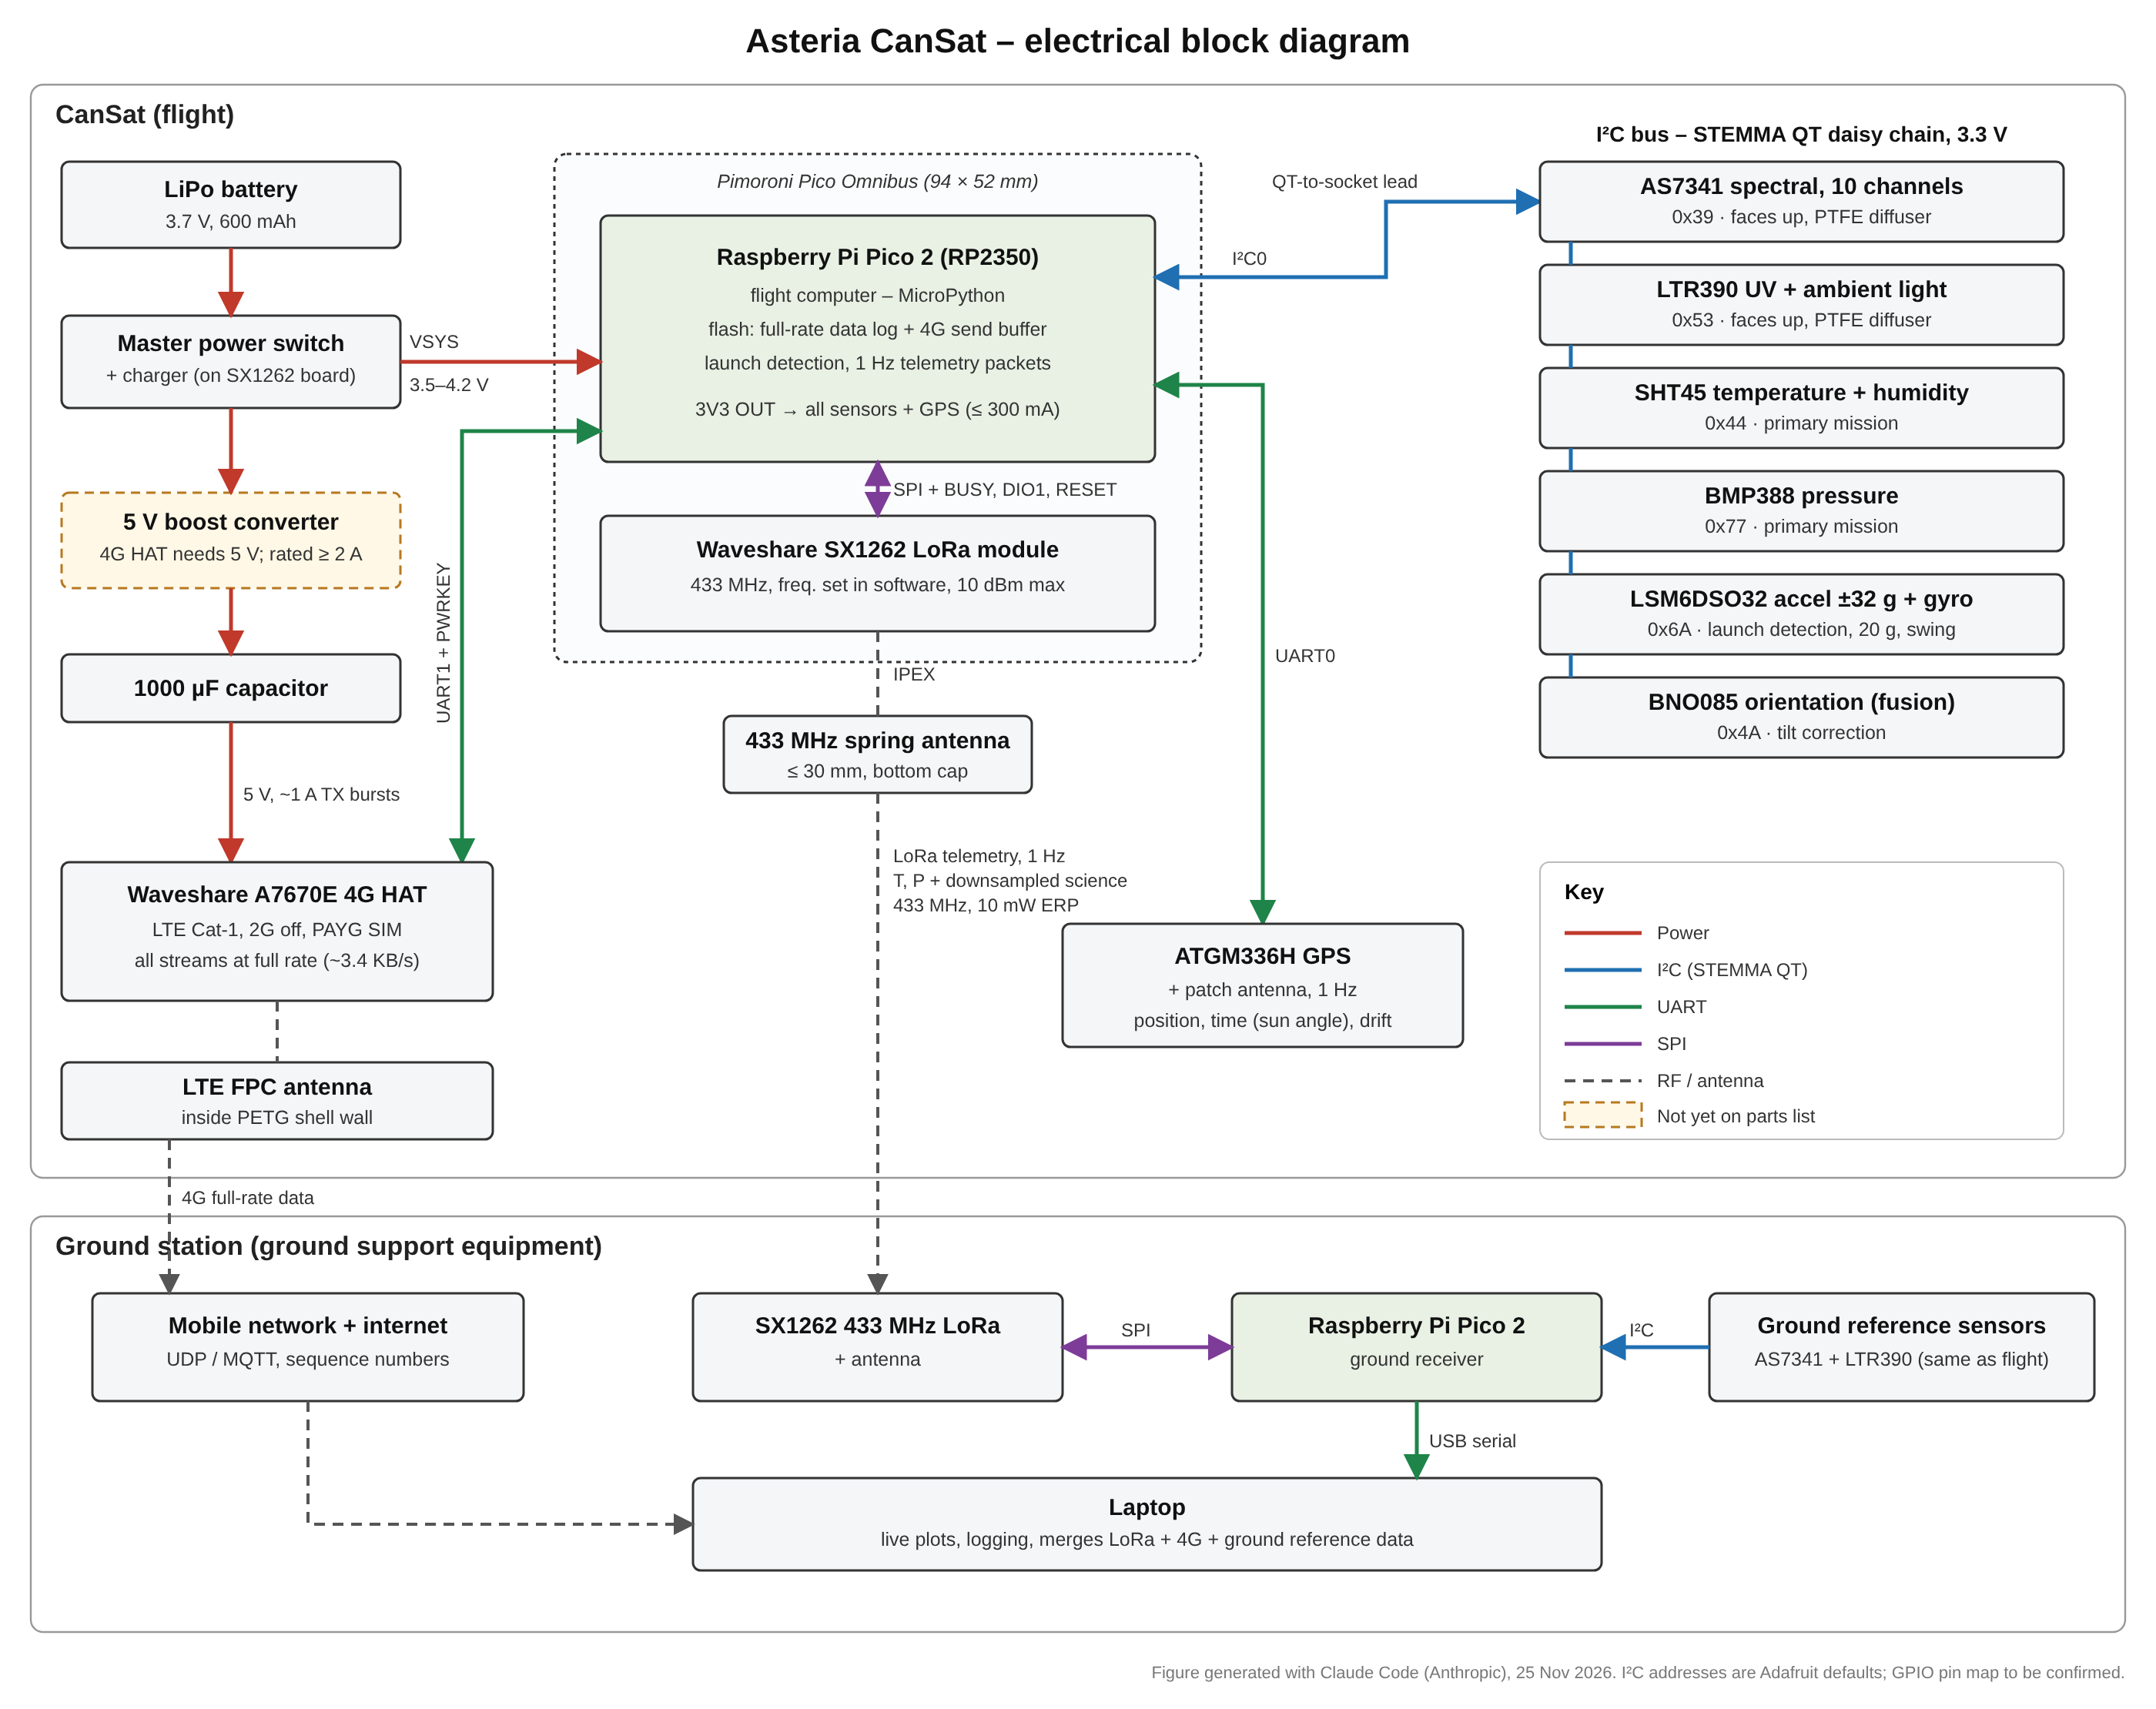 Asteria CanSat – electrical block diagram
CanSat (flight)
LiPo battery
3.7 V, 600 mAh
Master power switch
+ charger (on SX1262 board)
VSYS
3.5–4.2 V
5 V boost converter
4G HAT needs 5 V; rated ≥ 2 A
1000 µF capacitor
5 V, ~1 A TX bursts
UART1 + PWRKEY
Waveshare A7670E 4G HAT
LTE Cat-1, 2G off, PAYG SIM
all streams at full rate (~3.4 KB/s)
LTE FPC antenna
inside PETG shell wall
4G full-rate data
Pimoroni Pico Omnibus (94 × 52 mm)
Raspberry Pi Pico 2 (RP2350)
flight computer – MicroPython
flash: full-rate data log + 4G send buffer
launch detection, 1 Hz telemetry packets
3V3 OUT → all sensors + GPS (≤ 300 mA)
SPI + BUSY, DIO1, RESET
Waveshare SX1262 LoRa module
433 MHz, freq. set in software, 10 dBm max
IPEX
433 MHz spring antenna
≤ 30 mm, bottom cap
LoRa telemetry, 1 Hz
T, P + downsampled science
433 MHz, 10 mW ERP
QT-to-socket lead
I²C0
UART0
ATGM336H GPS
+ patch antenna, 1 Hz
position, time (sun angle), drift
I²C bus – STEMMA QT daisy chain, 3.3 V
AS7341 spectral, 10 channels
0x39 · faces up, PTFE diffuser
LTR390 UV + ambient light
0x53 · faces up, PTFE diffuser
SHT45 temperature + humidity
0x44 · primary mission
BMP388 pressure
0x77 · primary mission
LSM6DSO32 accel ±32 g + gyro
0x6A · launch detection, 20 g, swing
BNO085 orientation (fusion)
0x4A · tilt correction
Key
Power
I²C (STEMMA QT)
UART
SPI
RF / antenna
Not yet on parts list
Ground station (ground support equipment)
Mobile network + internet
UDP / MQTT, sequence numbers
SX1262 433 MHz LoRa
+ antenna
SPI
Raspberry Pi Pico 2
ground receiver
I²C
Ground reference sensors
AS7341 + LTR390 (same as flight)
USB serial
Laptop
live plots, logging, merges LoRa + 4G + ground reference data
Figure generated with Claude Code (Anthropic), 25 Nov 2026. I²C addresses are Adafruit defaults; GPIO pin map to be confirmed.